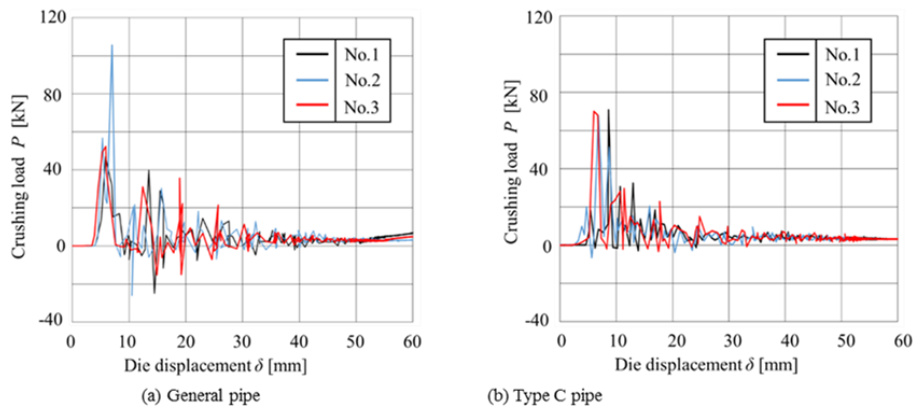 120
80
40
0
-40
Crushing load P [kN]
No.1
No.2
No.3
0 10 20 30 40 50 60
Die displacement δ [mm]
(a) General pipe
120
80
40
0
-40
Crushing load P [kN]
No.1
No.2
No.3
0 10 20 30 40 50 60
Die displacement δ [mm]
(b) Type C pipe